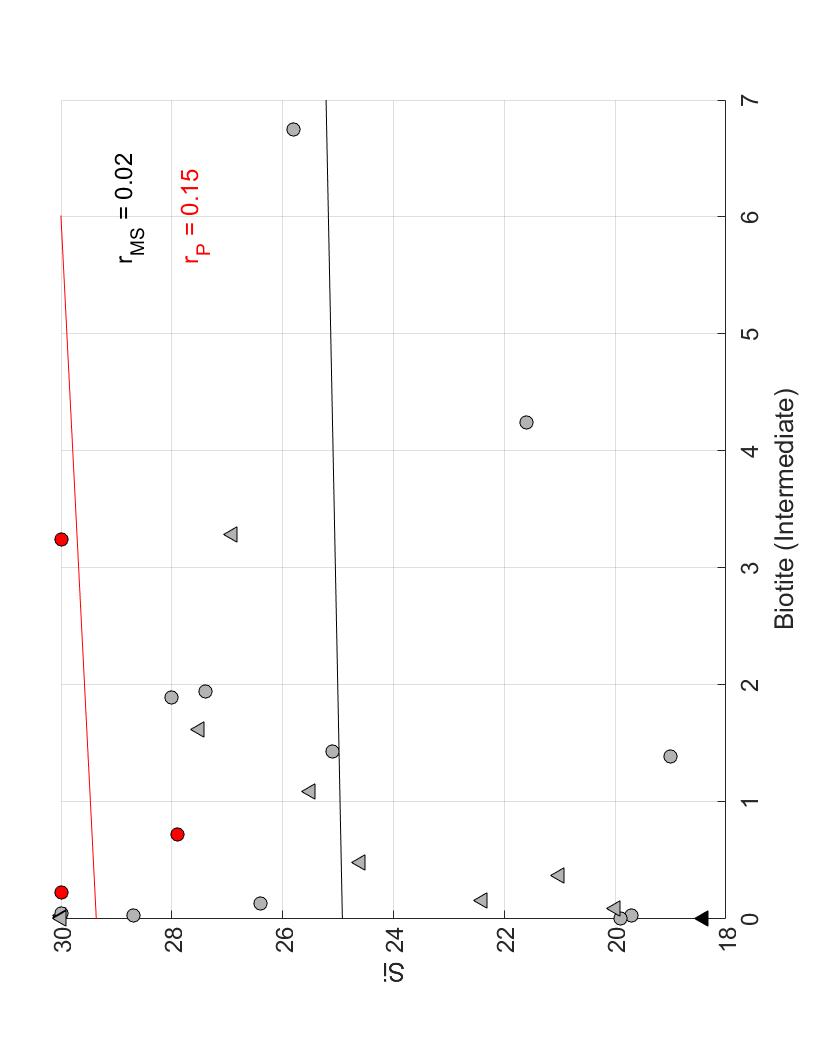 30
28
26
24
22
20
18
Si
0 1 2 3 4 5 6 7
Biotite (Intermediate)
r_MS = 0.02
r_P = 0.15